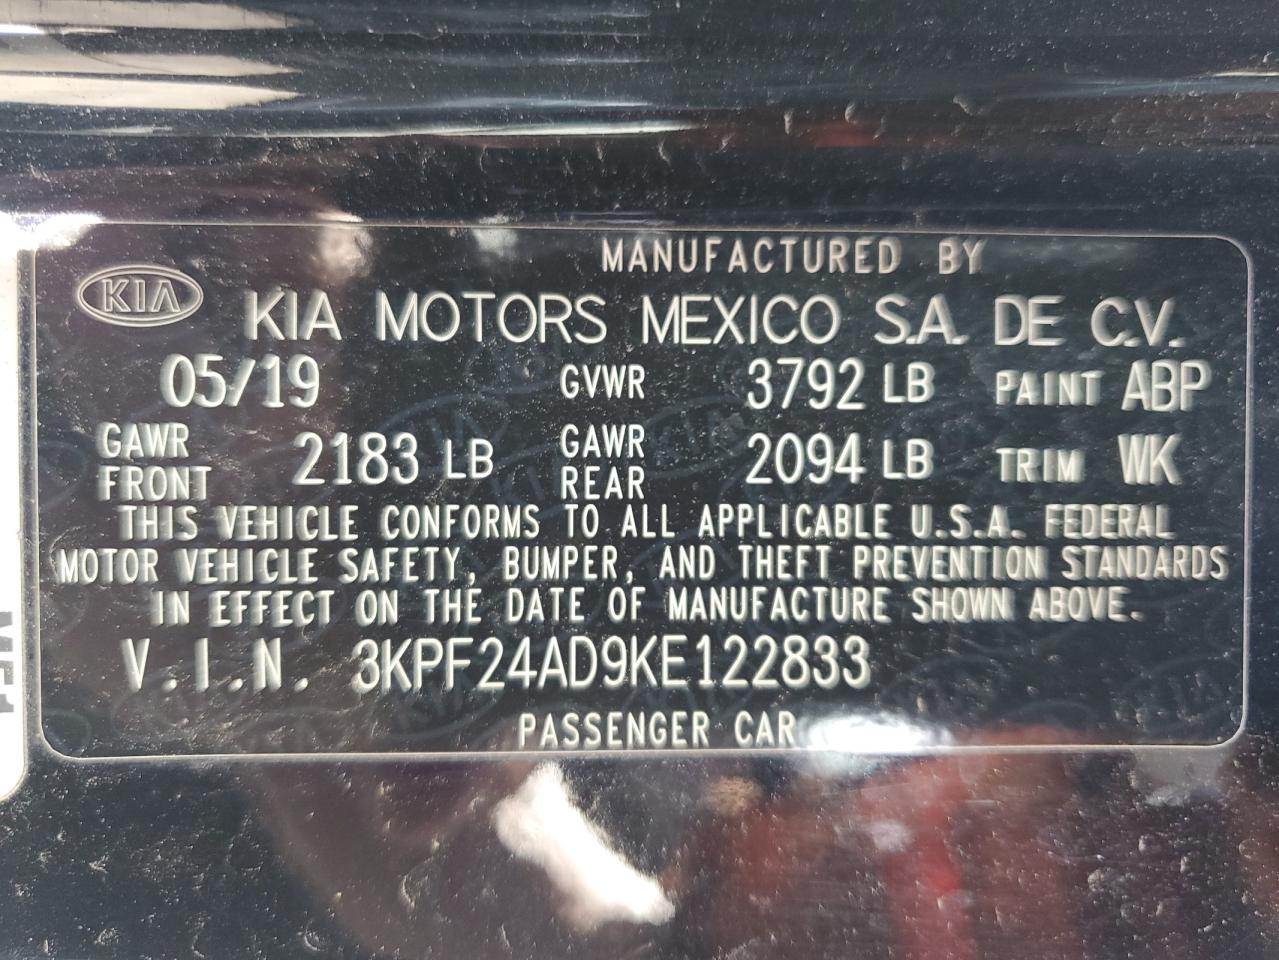 MANUFACTURED BY
KIA KIA MOTORS MEXICO S.A. DE C.V.
05/19 GVWR 3792 LB PAINT ABP
GAWR FRONT 2183 LB GAWR REAR 2094 LB TRIM WK
THIS VEHICLE CONFORMS TO ALL APPLICABLE U.S.A. FEDERAL
MOTOR VEHICLE SAFETY, BUMPER, AND THEFT PREVENTION STANDARDS
IN EFFECT ON THE DATE OF MANUFACTURE SHOWN ABOVE.
V.I.N. 3KPF24AD9KE122833
PASSENGER CAR